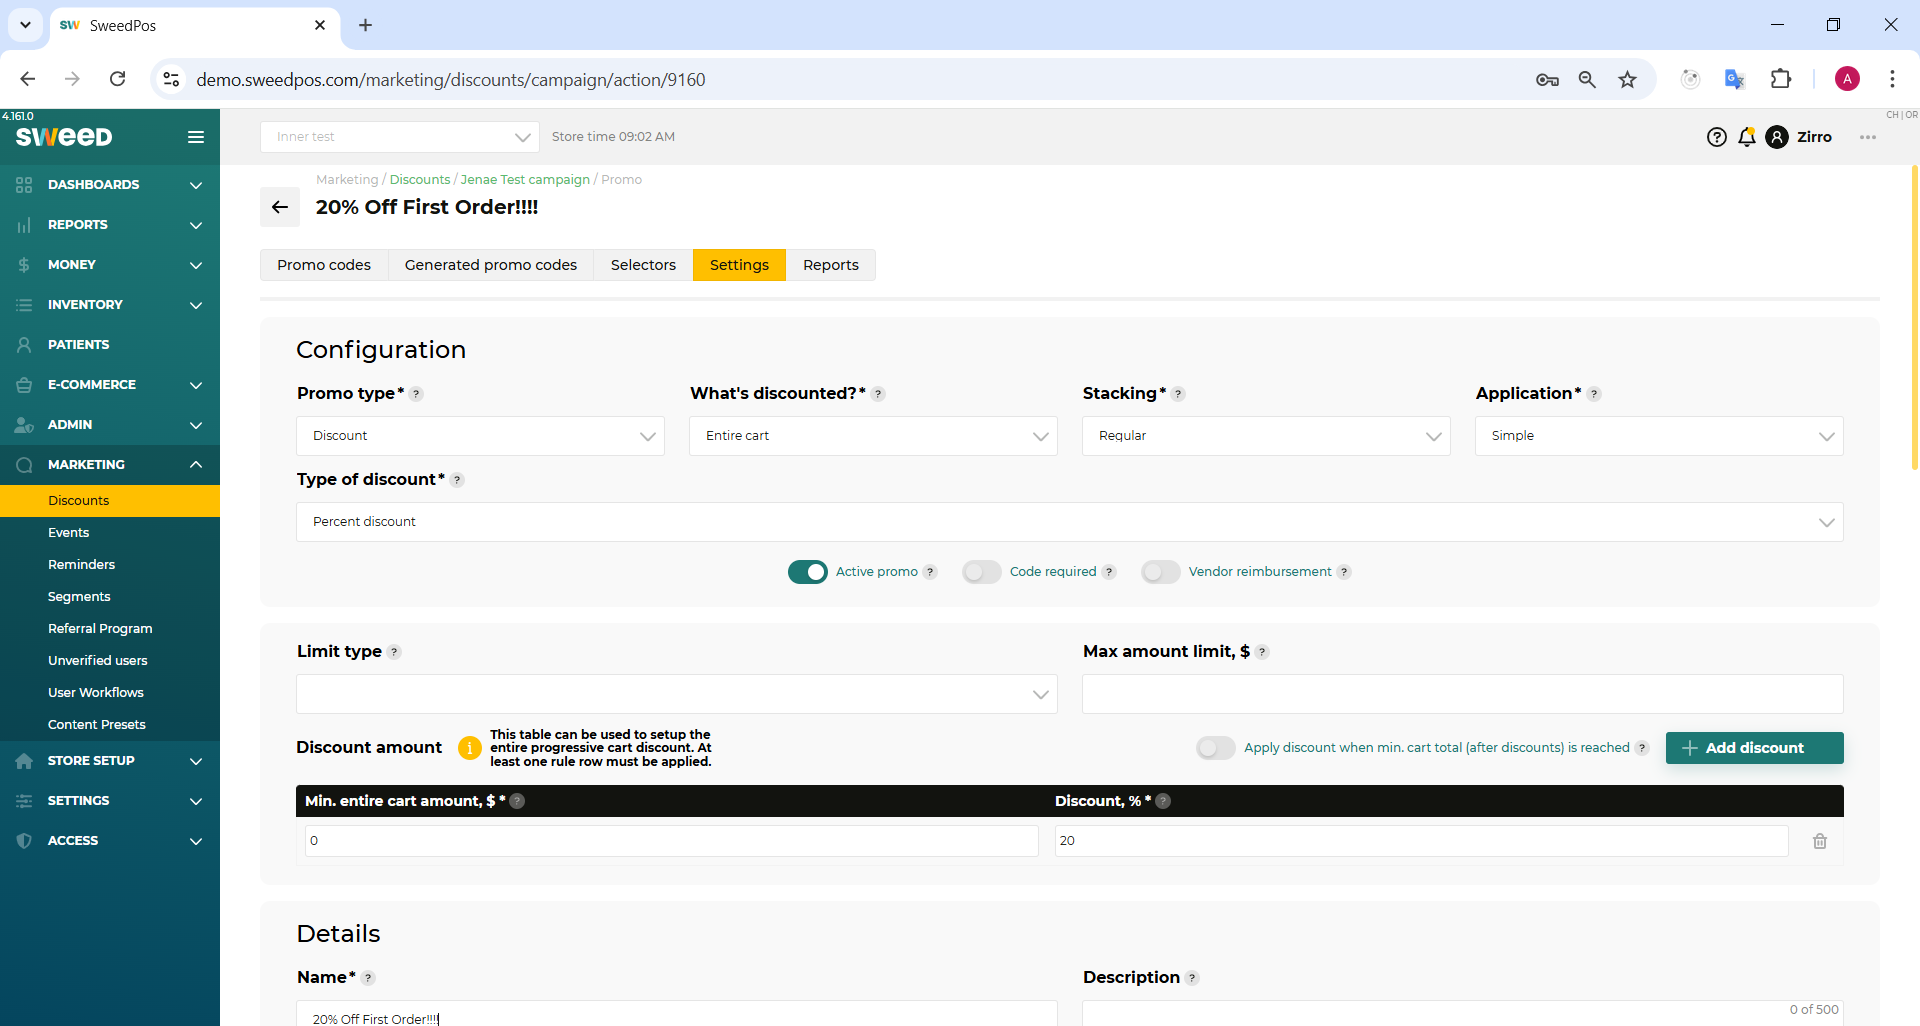 SweedPos
demo.sweedpos.com/marketing/discounts/campaign/action/9160
A
4.161.0
CH | OR
SWEED
Inner test
Store time 09:02 AM
Zirro
DASHBOARDS
REPORTS
MONEY
INVENTORY
PATIENTS
E-COMMERCE
ADMIN
MARKETING
Discounts
Events
Reminders
Segments
Referral Program
Unverified users
User Workflows
Content Presets
STORE SETUP
SETTINGS
ACCESS
Marketing / Discounts / Jenae Test campaign / Promo
20% Off First Order!!!!
Promo codes
Generated promo codes
Selectors
Settings
Reports
Configuration
Promo type* ?
What's discounted?* ?
Stacking* ?
Application* ?
Discount
Entire cart
Regular
Simple
Type of discount* ?
Percent discount
Active promo ?
Code required ?
Vendor reimbursement ?
Limit type ?
Max amount limit, $ ?
Discount amount
This table can be used to setup the
entire progressive cart discount. At
least one rule row must be applied.
Apply discount when min. cart total (after discounts) is reached ?
Add discount
Min. entire cart amount, $ * ?
Discount, % * ?
0
20
Details
Name* ?
Description ?
20% Off First Order!!!!
0 of 500